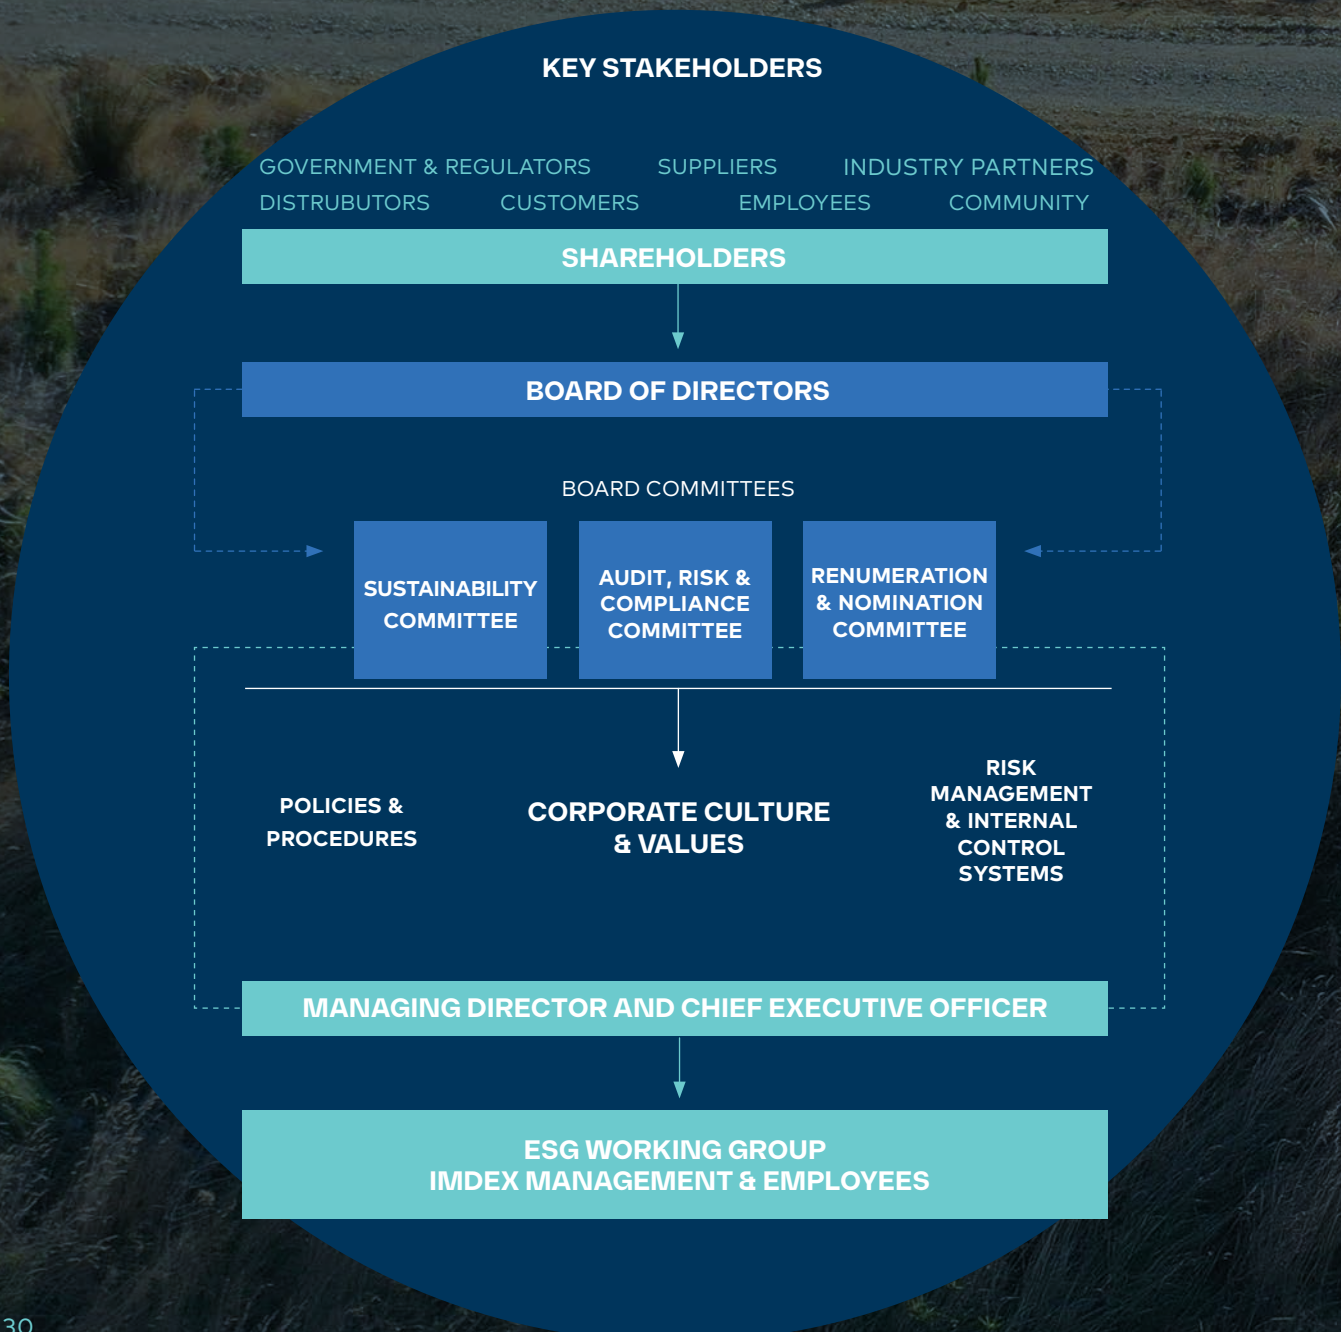 KEY STAKEHOLDERS
GOVERNMENT & REGULATORS SUPPLIERS INDUSTRY PARTNERS
DISTRUBUTORS CUSTOMERS EMPLOYEES COMMUNITY
SHAREHOLDERS
BOARD OF DIRECTORS
BOARD COMMITTEES
SUSTAINABILITY
COMMITTEE
AUDIT, RISK &
COMPLIANCE
COMMITTEE
RENUMERATION
& NOMINATION
COMMITTEE
POLICIES &
PROCEDURES
CORPORATE CULTURE
& VALUES
RISK
MANAGEMENT
& INTERNAL
CONTROL
SYSTEMS
MANAGING DIRECTOR AND CHIEF EXECUTIVE OFFICER
ESG WORKING GROUP
IMDEX MANAGEMENT & EMPLOYEES
30